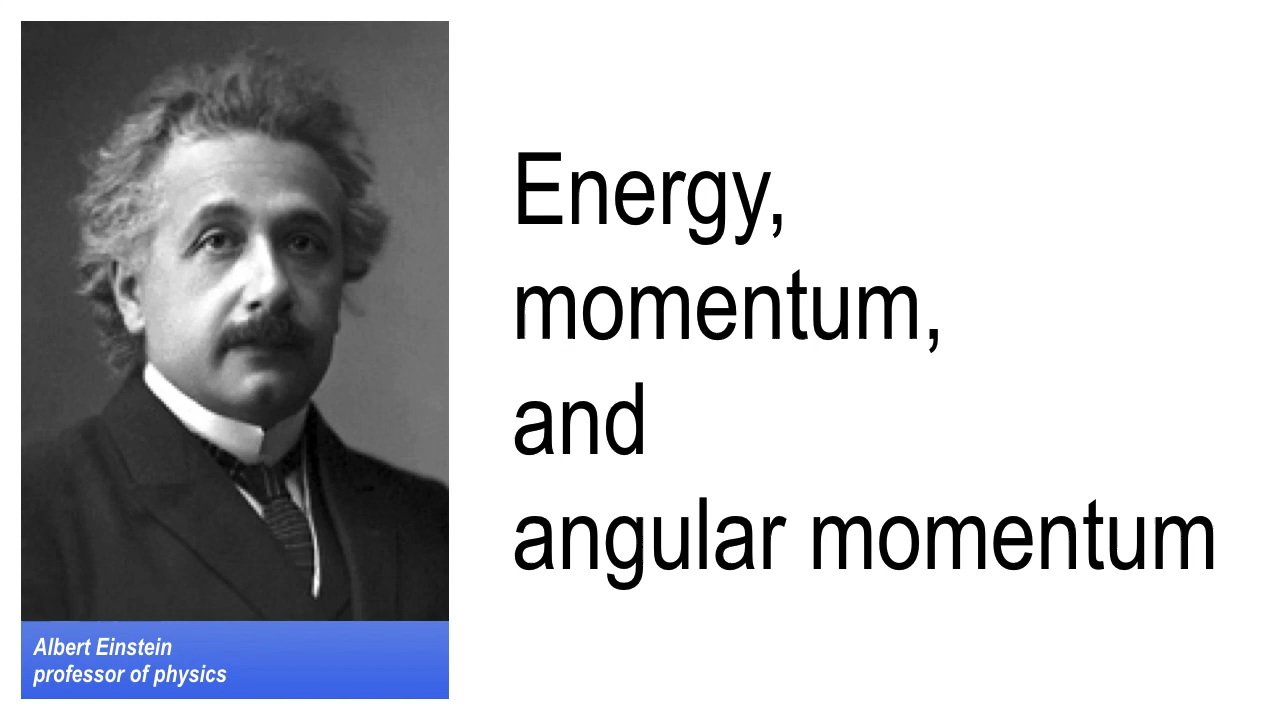 Energy,
momentum,
and
angular momentum
Albert Einstein
professor of physics